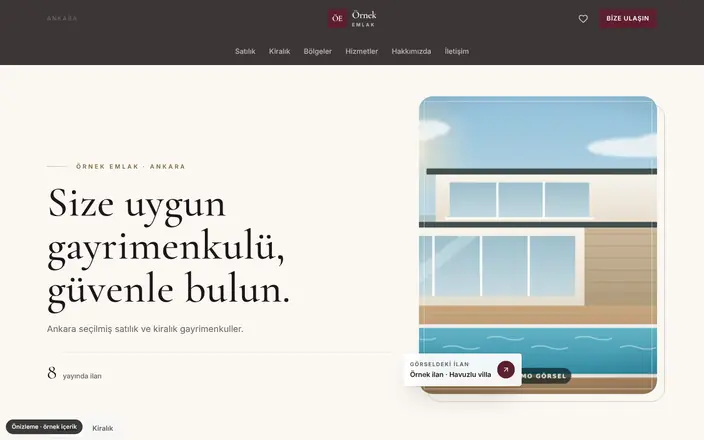 ANKARA
ÖE
Örnek
EMLAK
BİZE ULAŞIN
Satılık
Kiralık
Bölgeler
Hizmetler
Hakkımızda
İletişim
ÖRNEK EMLAK · ANKARA
Size uygun
gayrimenkulü,
güvenle bulun.
Ankara seçilmiş satılık ve kiralık gayrimenkuller.
8 yayında ilan
GÖRSELDEKİ İLAN
Örnek ilan · Havuzlu villa
MO GÖRSEL
Önizleme · örnek içerik
Kiralık